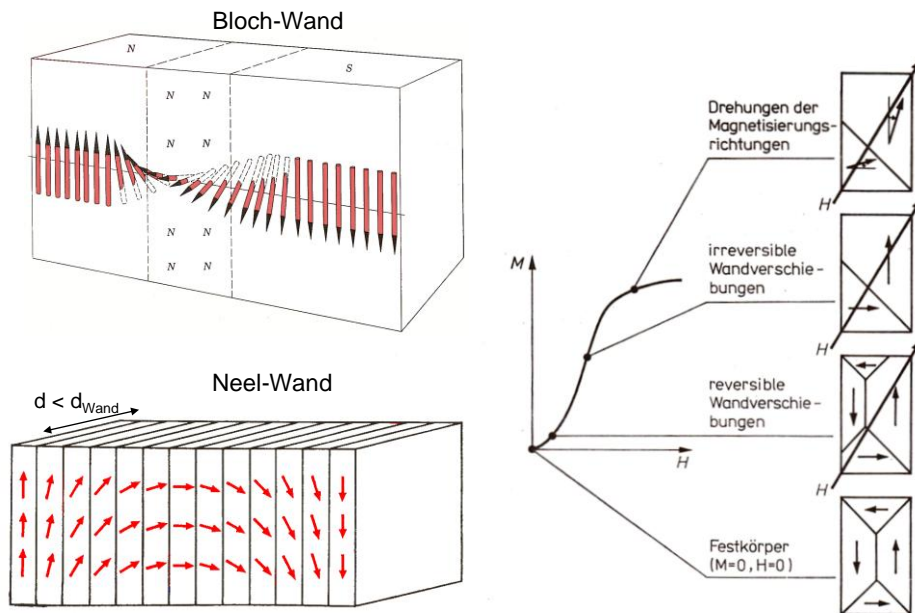 Bloch-Wand
N
S
N N
N N
N N
N N
Neel-Wand
d < dWand
Drehungen der
Magnetisierungs-
richtungen
H
M
irreversible
Wandverschie-
bungen
H
reversible
Wandverschie-
bungen
H
H
Festkörper
(M=0, H=0)